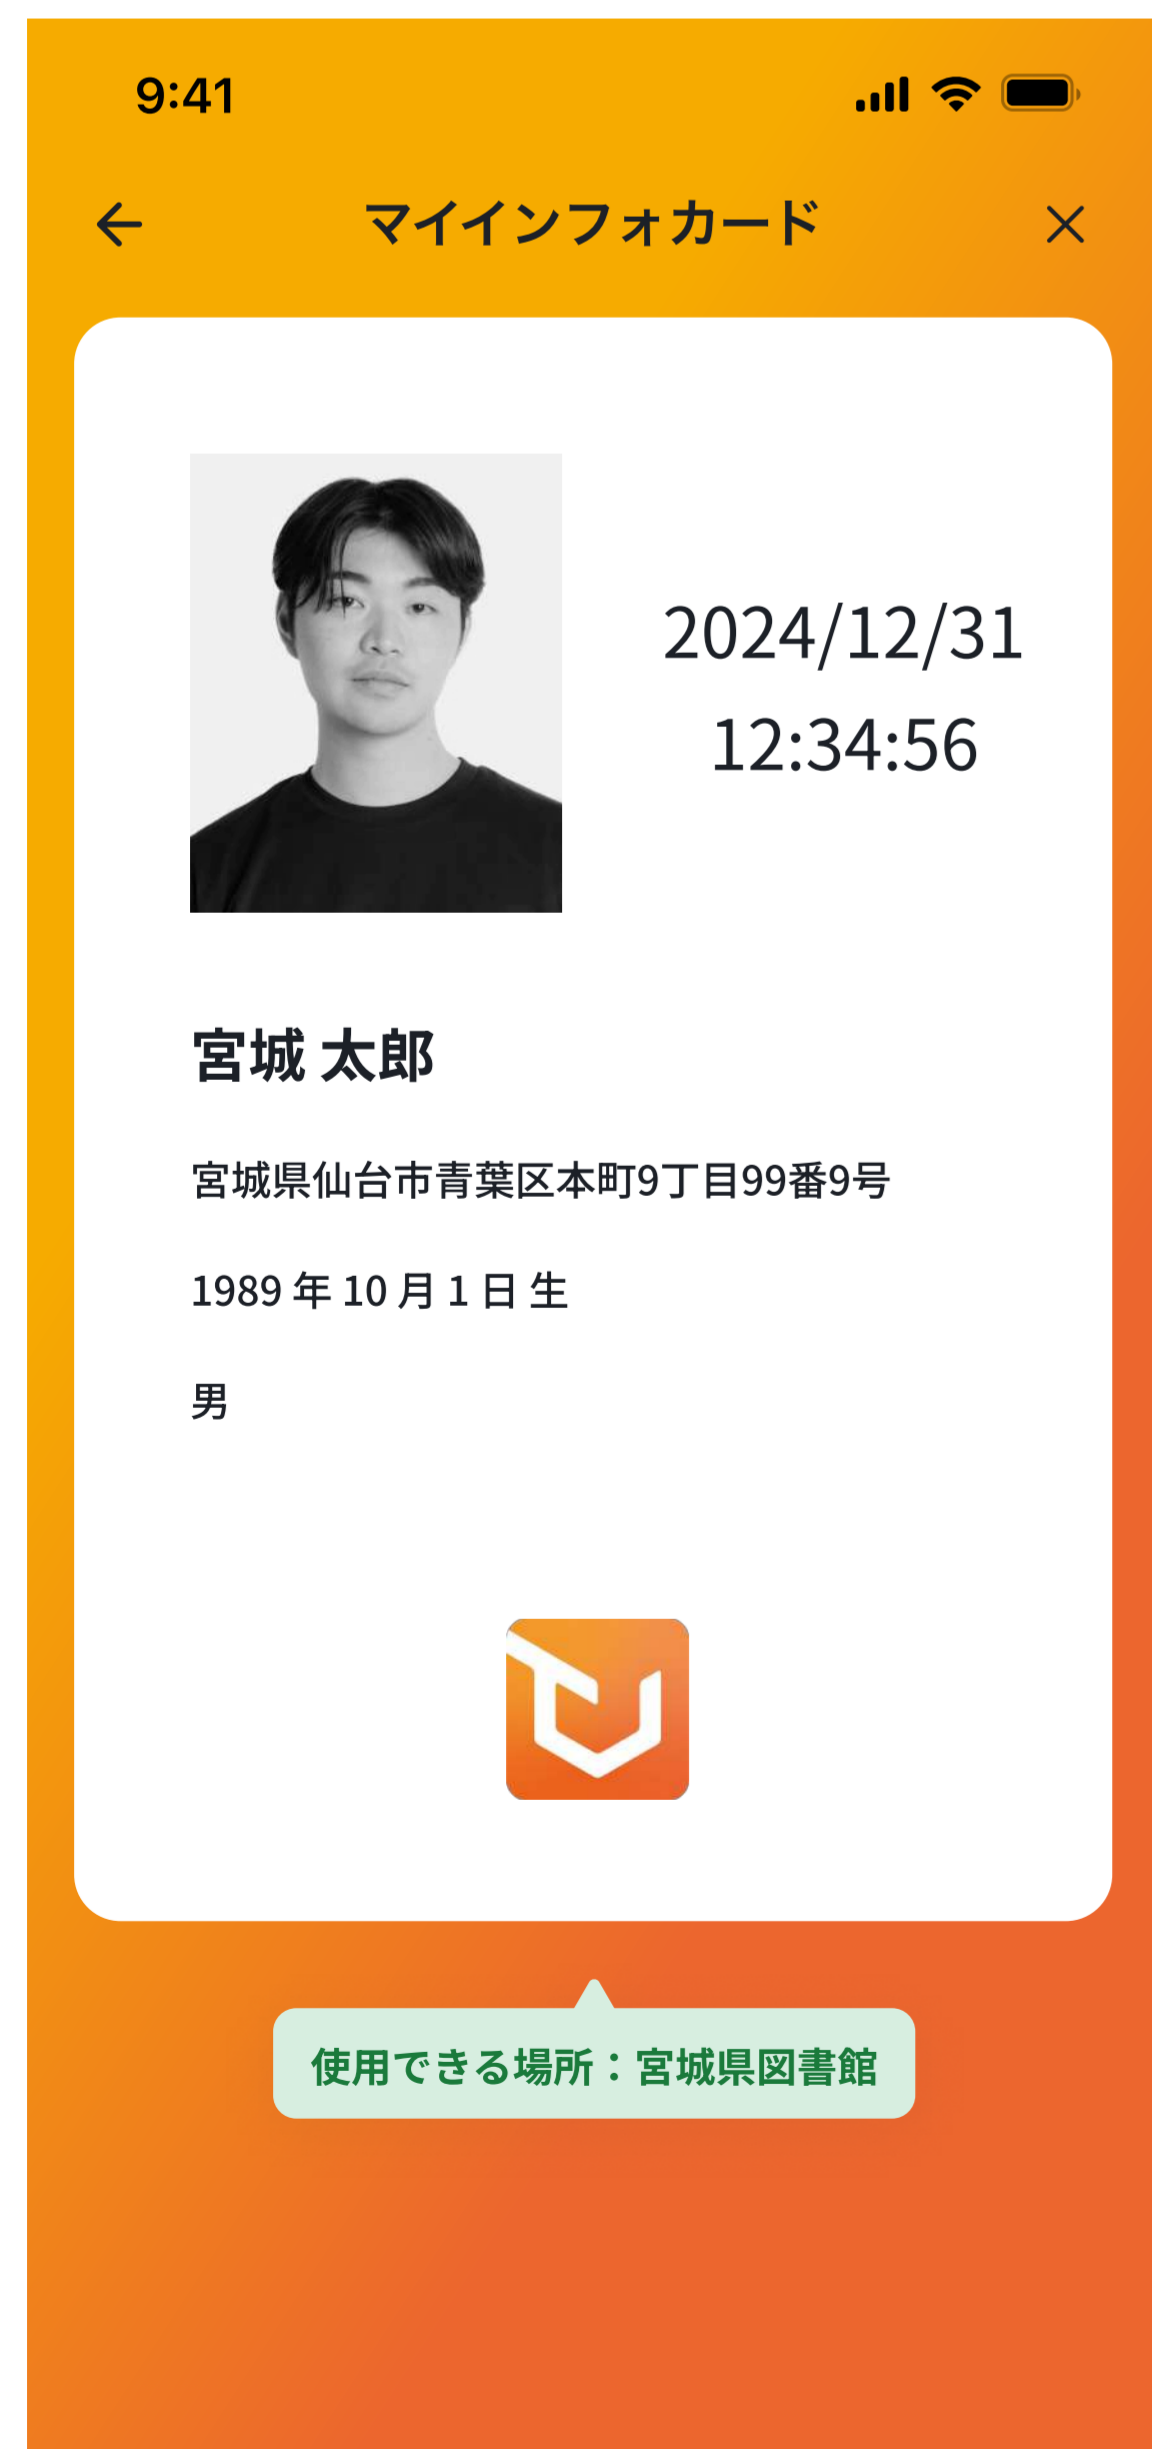 9:41
マイインフォカード
2024/12/31
12:34:56
宮城 太郎
宮城県仙台市青葉区本町9丁目99番9号
1989 年 10 月 1 日 生
男
使用できる場所：宮城県図書館